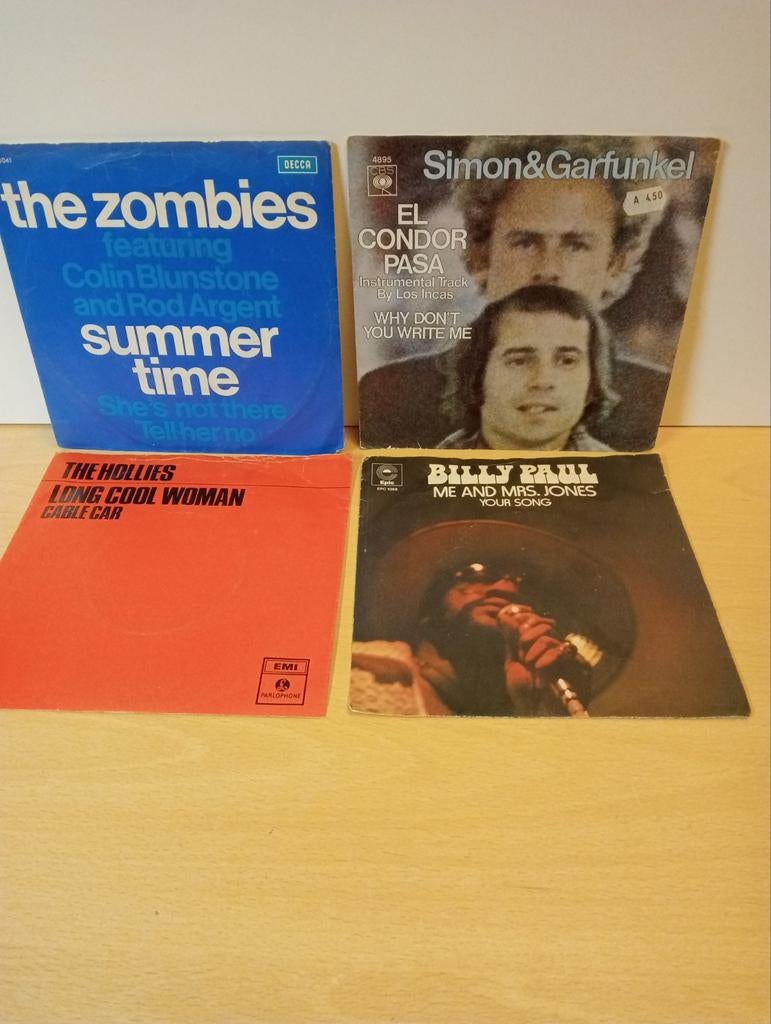 DECCA
the zombies
featuring
Colin Blunstone
and Rod Argent
summer
time
She's not there
Tell her no
4895
CBS
Simon&Garfunkel
A 4.50
EL
CONDOR
PASA
Instrumental Track
By Los Incas
WHY DON'T
YOU WRITE ME
THE HOLLIES
LONG COOL WOMAN
CABLE CAR
EMI
PARLOPHONE
Epic
BILLY PAUL
ME AND MRS. JONES
YOUR SONG